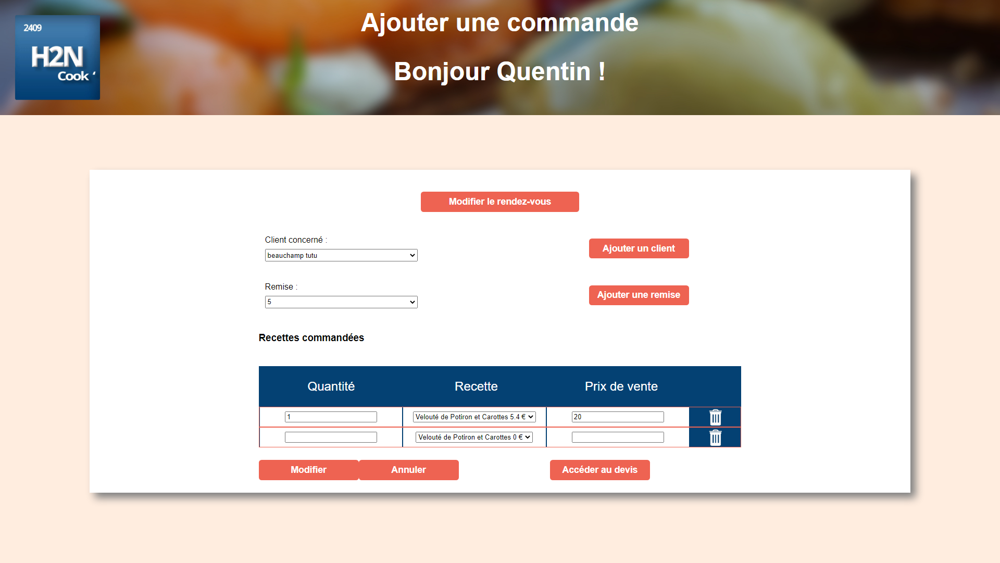 2409
H2N
Cook ‘
Ajouter une commande
Bonjour Quentin !
Modifier le rendez-vous
Client concerné :
beauchamp tutu
Ajouter un client
Remise :
5
Ajouter une remise
Recettes commandées
Quantité Recette Prix de vente
1 Velouté de Potiron et Carottes 5.4 € 20
Velouté de Potiron et Carottes 0 €
Modifier Annuler Accéder au devis